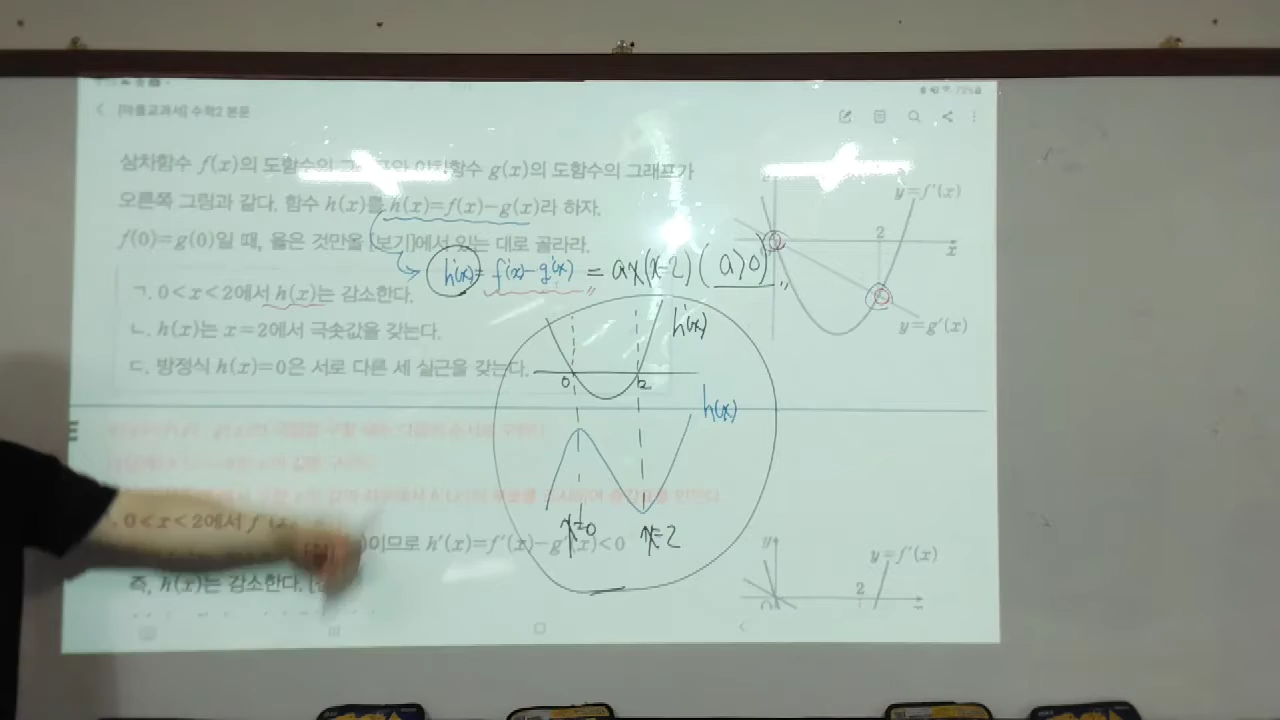 [마플교과서] 수학2 본문
삼차함수 f(x)의 도함수의 이차함수 g(x)의 도함수의 그래프가
오른쪽 그림과 같다. 함수 h(x)를 h(x)=f(x)-g(x)라 하자.
f(0)=g(0)일 때, 옳은 것만을 [보기]에서 있는 대로 골라라.
h'(x)= f'(x)-g'(x) = ax(x-2) (a>0)
ㄱ. 0<x<2에서 h(x)는 감소한다.
ㄴ. h(x)는 x=2에서 극솟값을 갖는다.
ㄷ. 방정식 h(x)=0은 서로 다른 세 실근을 갖는다.
y=f'(x)
2
x
y=g'(x)
h'(x)
0 2
h(x)
x=0 x=2
0<x<2에서 f
이므로 h'(x)=f'(x)-g'(x)<0
즉, h(x)는 감소한다.
y
y=f'(x)
2